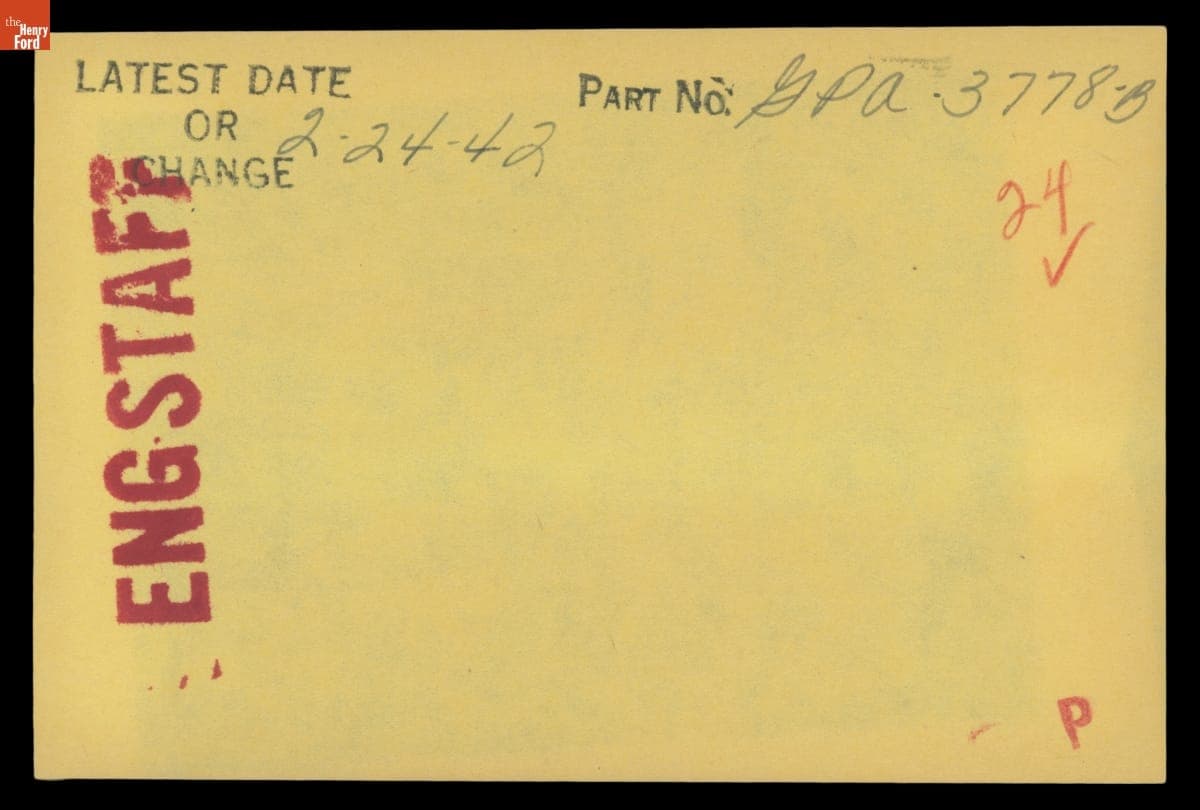 the
Henry
Ford
LATEST DATE
OR
CHANGE 2-24-42
PART NO: GPA-3778-B
24 ✓
ENG STAFF
P